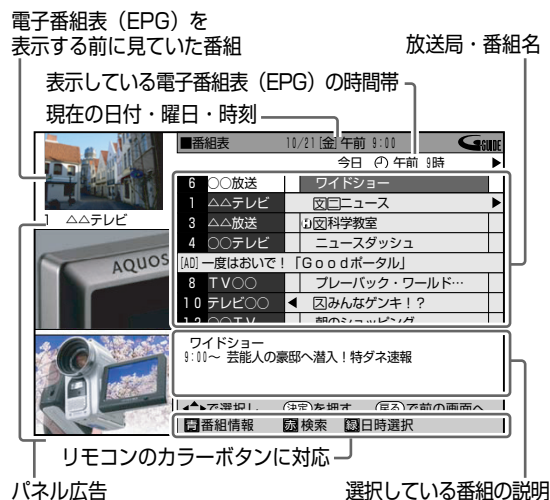 電子番組表（EPG）を
表示する前に見ていた番組
放送局・番組名
表示している電子番組表（EPG）の時間帯
現在の日付・曜日・時刻
■番組表 10/21[金]午前 9:00 GGUIDE
今日 午前 9時 ▶
6 ○○放送 ワイドショー
1 △△テレビ 文二ニュース ▶
3 △△放送 文科学教室
4 ○○テレビ ニュースダッシュ
[AD]一度はおいで！「Ｇｏｏｄポータル」
8 ＴＶ○○ プレーバック・ワールド…
10 テレビ○○ ◀ 又みんなゲンキ！？
12 ○○ＴＶ 朝のショッピング
1 △△テレビ
AQUOS
ワイドショー
9:00～ 芸能人の豪邸へ潜入！特ダネ速報
で選択し 決定を押す 戻るで前の画面へ
青番組情報 赤検索 緑日時選択
リモコンのカラーボタンに対応
パネル広告
選択している番組の説明